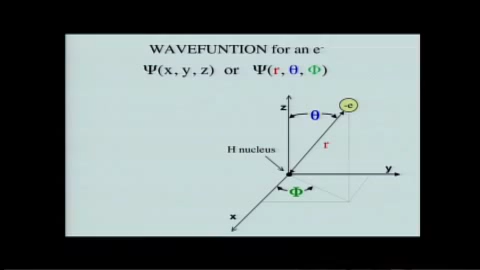 WAVEFUNTION for an e-
Ψ(x, y, z) or Ψ(r, θ, Φ)
z
θ
-e
r
H nucleus
y
Φ
x